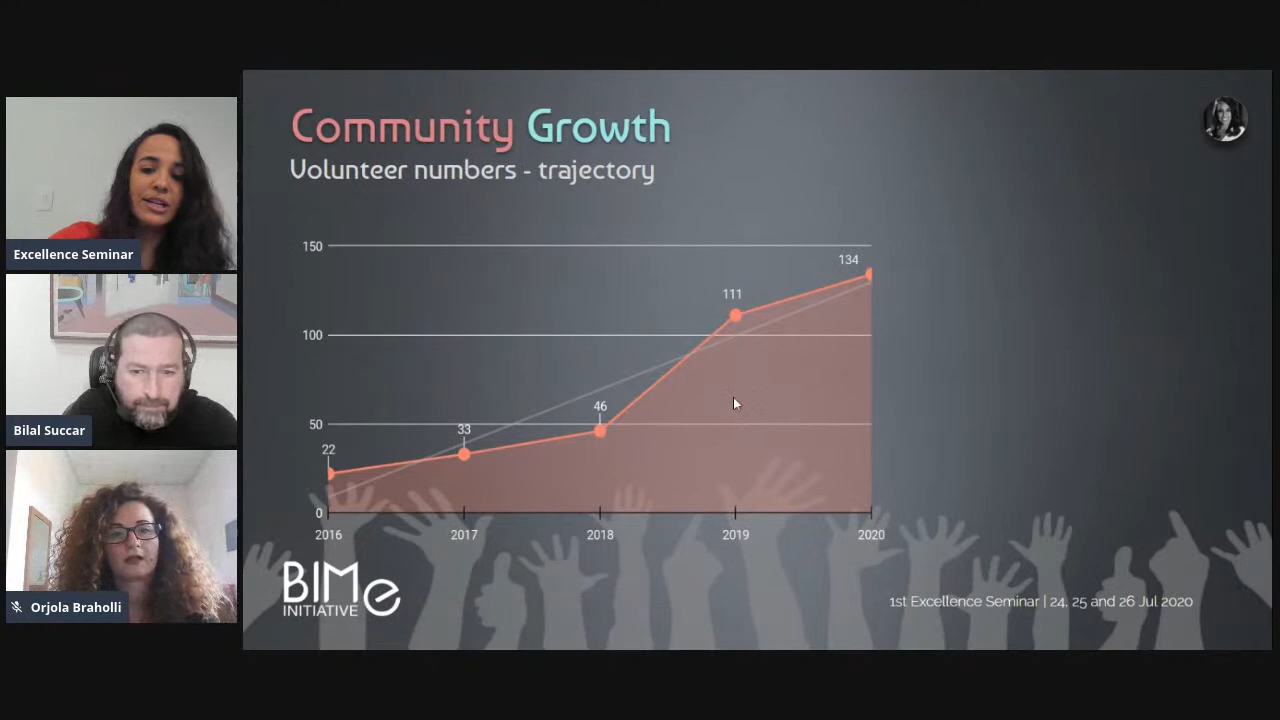 Excellence Seminar
Bilal Succar
Orjola Braholli
Community Growth
Volunteer numbers - trajectory
150
100
50
0
22
33
46
111
134
2016
2017
2018
2019
2020
BIMe
INITIATIVE
1st Excellence Seminar | 24, 25 and 26 Jul 2020